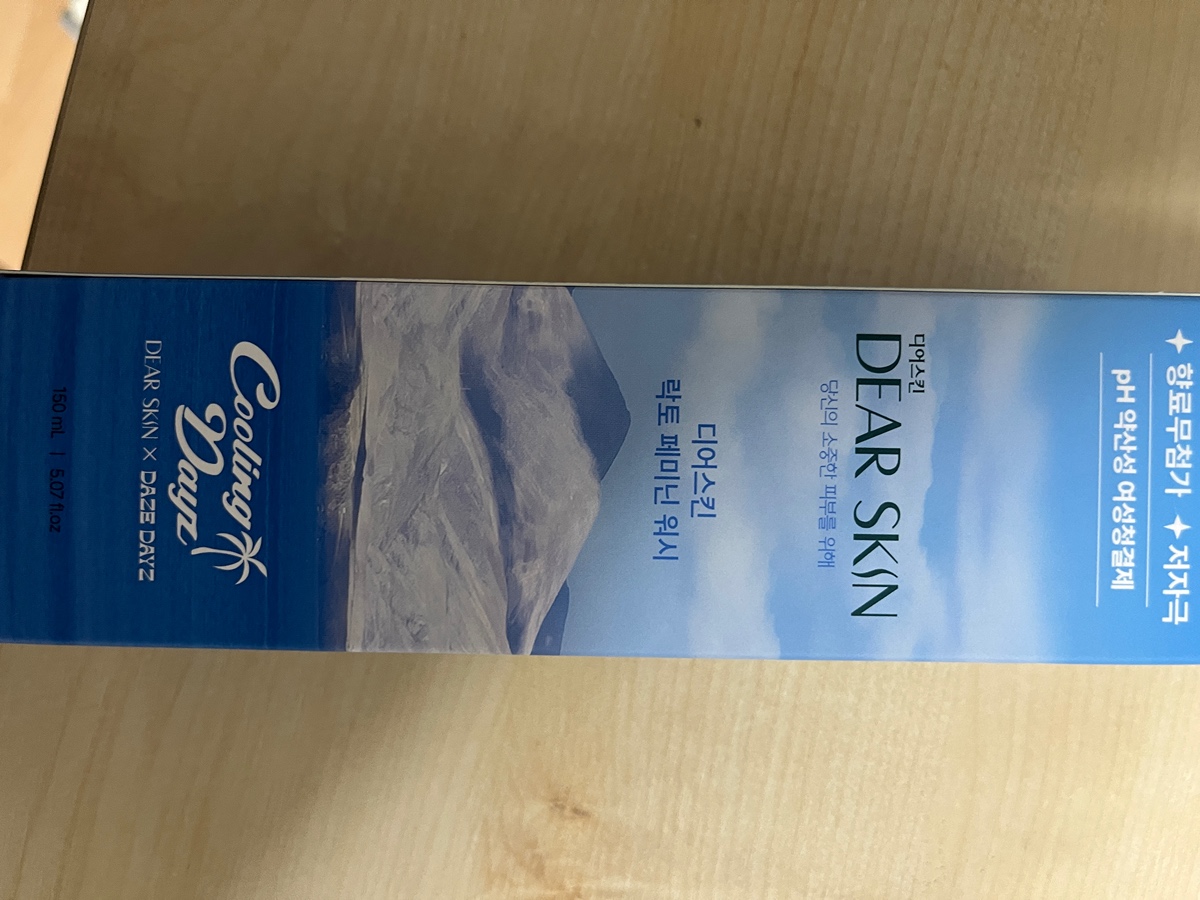 ✦ 향료무첨가 ✦ 저자극
pH 약산성 여성청결제
디어스킨
DEAR SKIN
당신의 소중한 피부를 위해
디어스킨
락토 페미닌 워시
Cooling
Dayz
DEAR SKIN × DAZE DAYZ
150 mL | 5.07 fl.oz